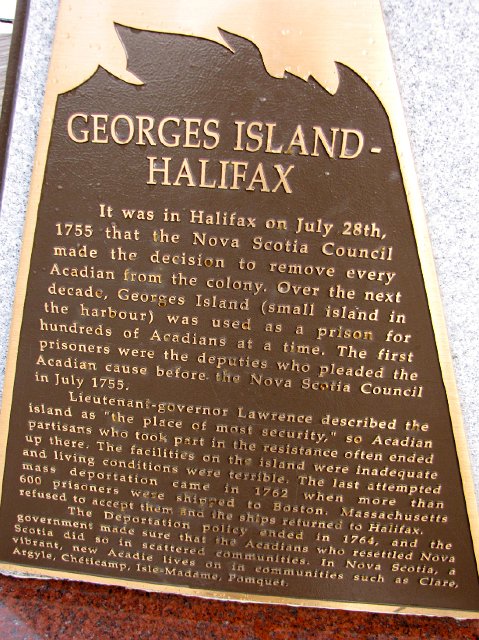 GEORGES ISLAND -
HALIFAX
It was in Halifax on July 28th,
1755 that the Nova Scotia Council
made the decision to remove every
Acadian from the colony. Over the next
decade, Georges Island (small island in
the harbour) was used as a prison for
hundreds of Acadians at a time. The first
prisoners were the deputies who pleaded the
Acadian cause before the Nova Scotia Council
in July 1755.
Lieutenant-governor Lawrence described the
island as "the place of most security," so Acadian
partisans who took part in the resistance often ended
up there. The facilities on the island were inadequate
and living conditions were terrible. The last attempted
mass deportation came in 1762 when more than
600 prisoners were shipped to Boston. Massachusetts
refused to accept them and the ships returned to Halifax.
The Deportation policy ended in 1764, and the
government made sure that the Acadians who resettled Nova
Scotia did so in scattered communities. In Nova Scotia, a
vibrant, new Acadie lives on in communities such as Clare,
Argyle, Chéticamp, Isle-Madame, Pomquet.